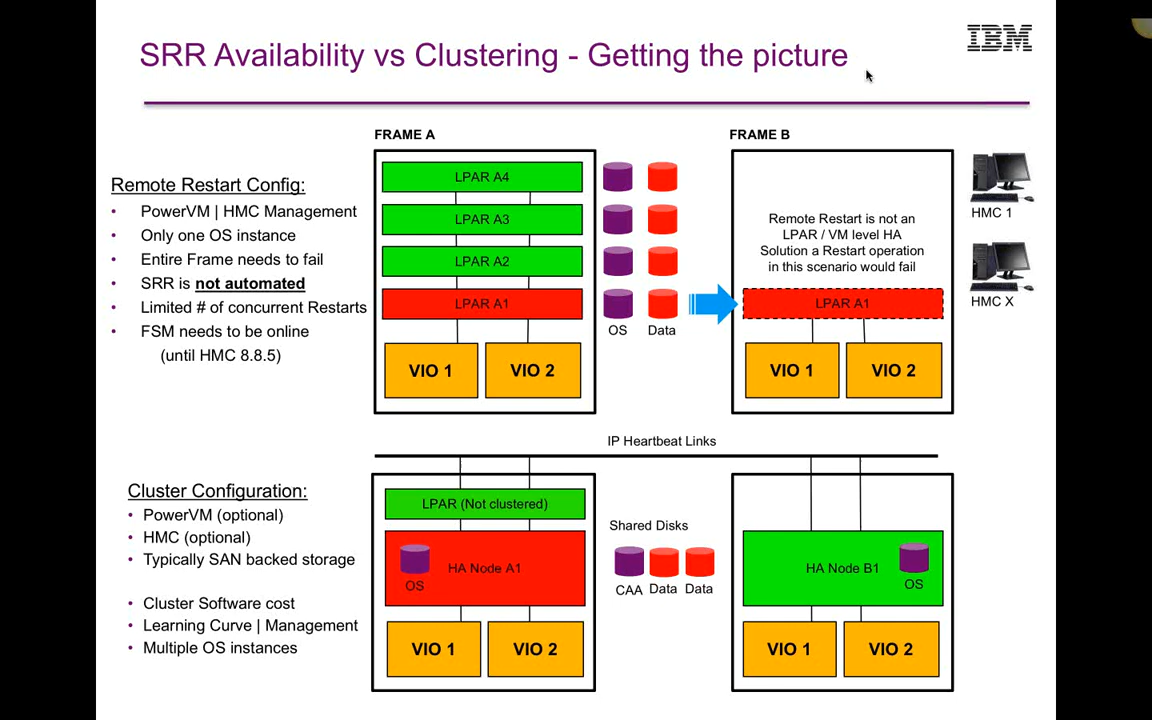 SRR Availability vs Clustering - Getting the picture
IBM
FRAME A
FRAME B
Remote Restart Config:
• PowerVM | HMC Management
• Only one OS instance
• Entire Frame needs to fail
• SRR is not automated
• Limited # of concurrent Restarts
• FSM needs to be online
(until HMC 8.8.5)
LPAR A4
LPAR A3
LPAR A2
LPAR A1
OS
Data
VIO 1
VIO 2
Remote Restart is not an
LPAR / VM level HA
Solution a Restart operation
in this scenario would fail
LPAR A1
VIO 1
VIO 2
HMC 1
HMC X
IP Heartbeat Links
Cluster Configuration:
• PowerVM (optional)
• HMC (optional)
• Typically SAN backed storage
• Cluster Software cost
• Learning Curve | Management
• Multiple OS instances
LPAR (Not clustered)
OS
HA Node A1
VIO 1
VIO 2
Shared Disks
CAA
Data
Data
HA Node B1
OS
VIO 1
VIO 2